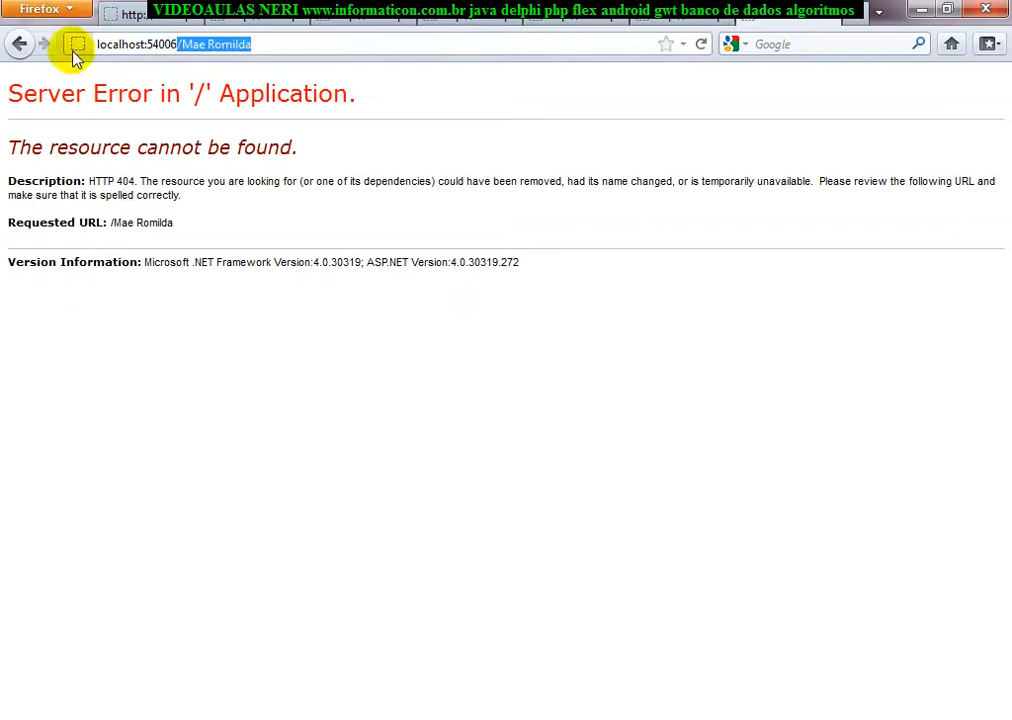 Firefox
http:
VIDEOAULAS NERI www.informaticon.com.br java delphi php flex android gwt banco de dados algoritmos
localhost:54006/Mae Romilda
Google
Server Error in '/' Application.
The resource cannot be found.
Description: HTTP 404. The resource you are looking for (or one of its dependencies) could have been removed, had its name changed, or is temporarily unavailable.  Please review the following URL and
make sure that it is spelled correctly.
Requested URL: /Mae Romilda
Version Information: Microsoft .NET Framework Version:4.0.30319; ASP.NET Version:4.0.30319.272